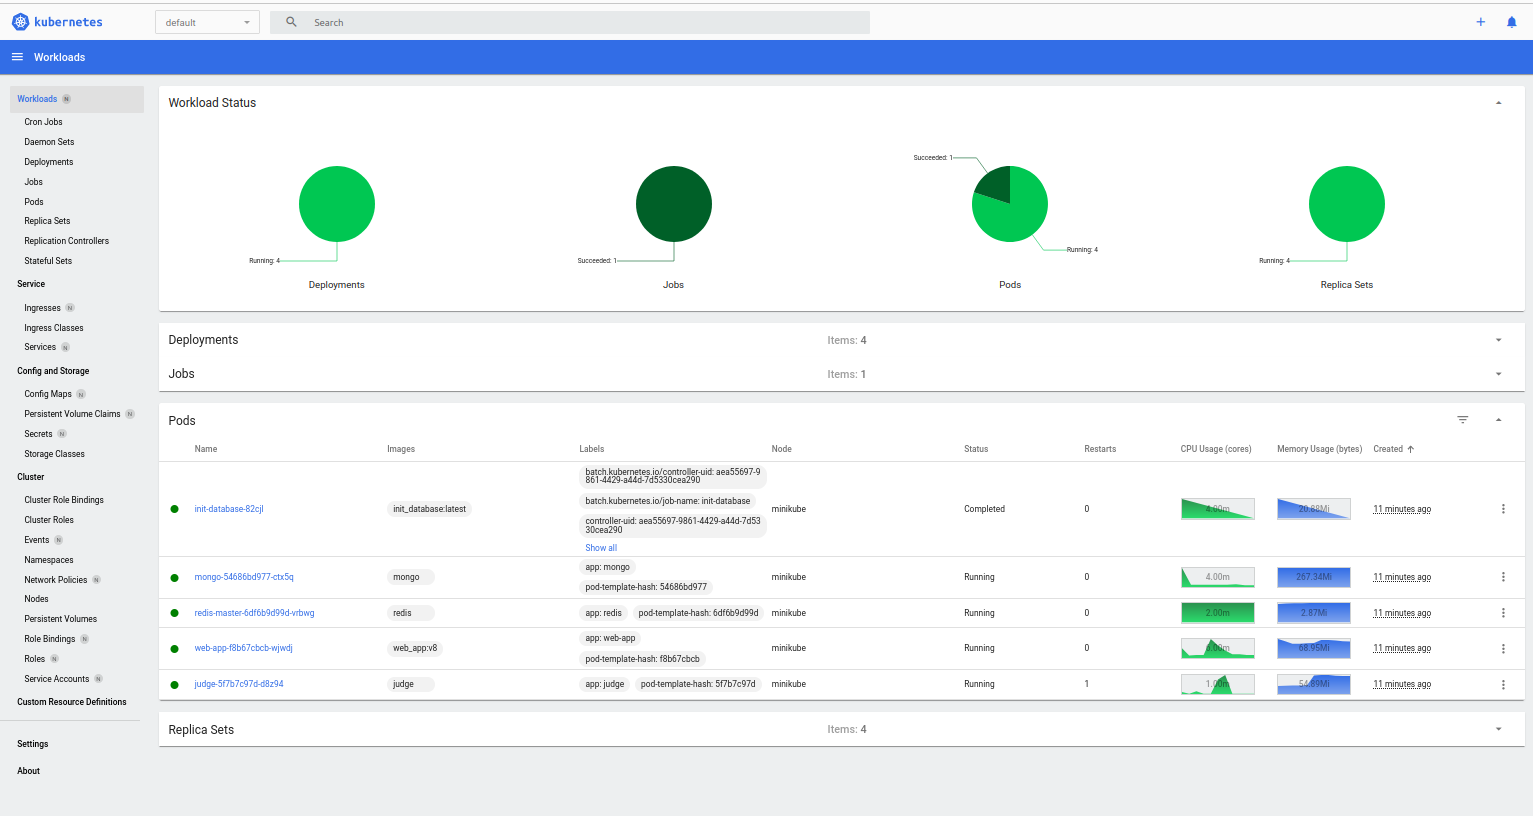 kubernetes
default
Search
Workloads
Workloads N
Cron Jobs
Daemon Sets
Deployments
Jobs
Pods
Replica Sets
Replication Controllers
Stateful Sets
Service
Ingresses N
Ingress Classes
Services N
Config and Storage
Config Maps N
Persistent Volume Claims N
Secrets N
Storage Classes
Cluster
Cluster Role Bindings
Cluster Roles
Events N
Namespaces
Network Policies N
Nodes
Persistent Volumes
Role Bindings N
Roles N
Service Accounts N
Custom Resource Definitions
Settings
About
Workload Status
Running: 4
Deployments
Succeeded: 1
Jobs
Succeeded: 1
Running: 4
Pods
Running: 4
Replica Sets
Deployments Items: 4
Jobs Items: 1
Pods
Name Images Labels Node Status Restarts CPU Usage (cores) Memory Usage (bytes) Created
batch.kubernetes.io/controller-uid: aea55697-9
861-4429-a44d-7d5330cea290
batch.kubernetes.io/job-name: init-database
init-database-82cjl init_database:latest minikube Completed 0 4.00m 20.88Mi 11 minutes ago
controller-uid: aea55697-9861-4429-a44d-7d53
30cea290
Show all
app: mongo
mongo-54686bd977-ctx5q mongo minikube Running 0 4.00m 267.34Mi 11 minutes ago
pod-template-hash: 54686bd977
redis-master-6df6b9d99d-vrbwg redis app: redis pod-template-hash: 6df6b9d99d minikube Running 0 2.00m 2.87Mi 11 minutes ago
app: web-app
web-app-f8b67cbcb-wjwdj web_app:v8 minikube Running 0 68.95Mi 11 minutes ago
pod-template-hash: f8b67cbcb
judge-5f7b7c97d-d8z94 judge app: judge pod-template-hash: 5f7b7c97d minikube Running 1 1.00m 54.89Mi 11 minutes ago
Replica Sets Items: 4